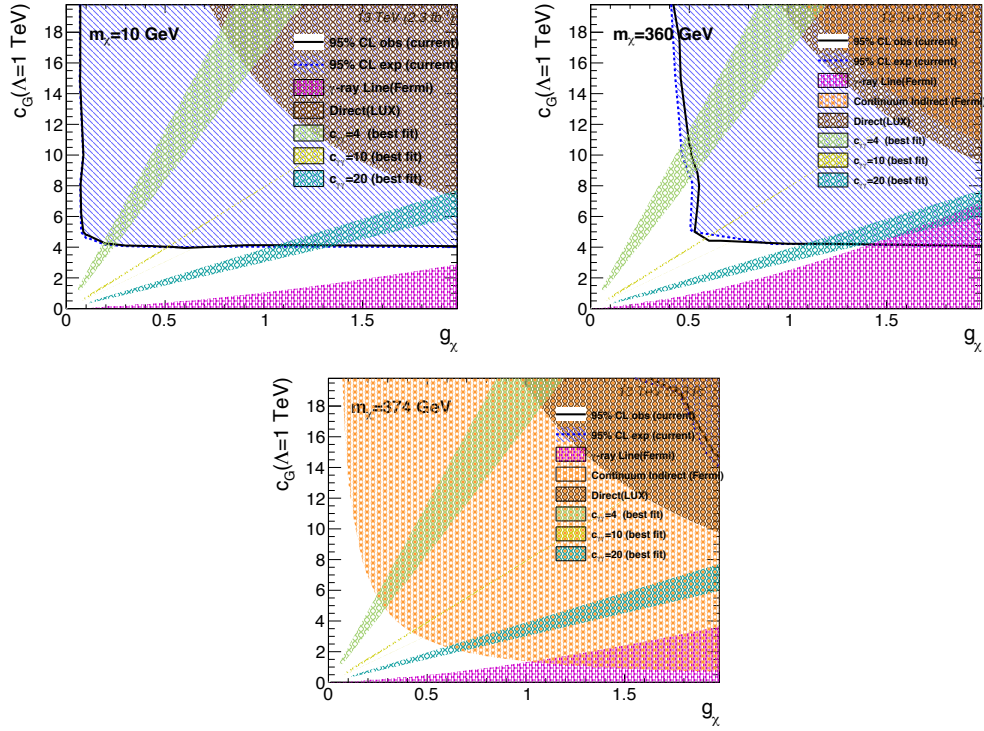 13 TeV (2.3 fb
m_χ=10 GeV
95% CL obs (current)
95% CL exp (current)
-ray Line(Fermi)
Direct(LUX)
c_γγ=4 (best fit)
c_γγ=10 (best fit)
c_γγ=20 (best fit)
c_G(Λ=1 TeV)
18
16
14
12
10
8
6
4
2
0
0 0.5 1 1.5
g_χ
13 TeV (2.3 fb
m_χ=360 GeV
95% CL obs (current)
95% CL exp (current)
-ray Line(Fermi)
Continuum Indirect (Fermi)
Direct(LUX)
c_γγ=4 (best fit)
c_γγ=10 (best fit)
c_γγ=20 (best fit)
c_G(Λ=1 TeV)
18
16
14
12
10
8
6
4
2
0
0 0.5 1 1.5
g_χ
13 TeV
m_χ=374 GeV
95% CL obs (current)
95% CL exp (current)
-ray Line(Fermi)
Continuum Indirect (Fermi)
Direct(LUX)
c_γγ=4 (best fit)
c_γγ=10 (best fit)
c_γγ=20 (best fit)
c_G(Λ=1 TeV)
18
16
14
12
10
8
6
4
2
0
0 0.5 1 1.5
g_χ